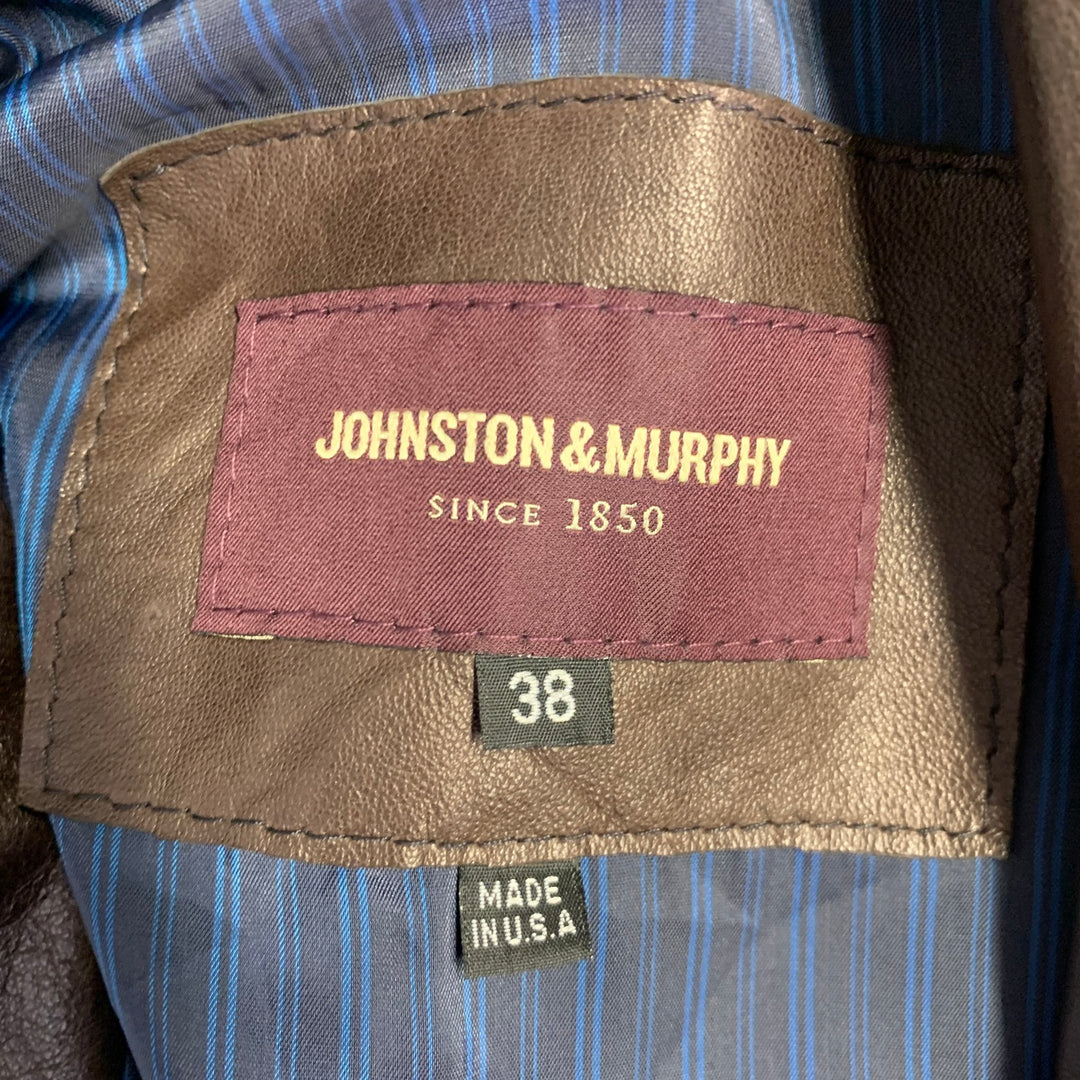 JOHNSTON & MURPHY
SINCE 1850
38
MADE
IN U.S.A